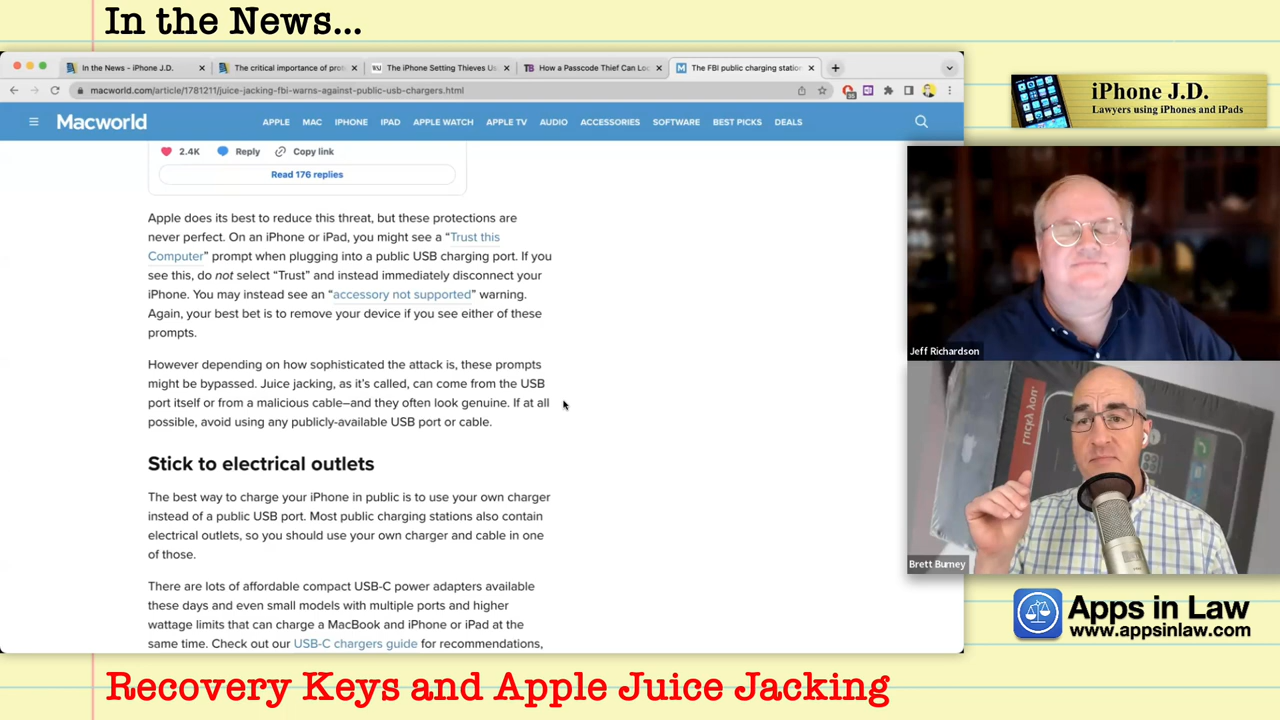 In the News...
In the News - iPhone J.D.
The critical importance of prot
The iPhone Setting Thieves Us
How a Passcode Thief Can Loc
The FBI public charging station
macworld.com/article/1781211/juice-jacking-fbi-warns-against-public-usb-chargers.html
Macworld
APPLE
MAC
IPHONE
IPAD
APPLE WATCH
APPLE TV
AUDIO
ACCESSORIES
SOFTWARE
BEST PICKS
DEALS
2.4K
Reply
Copy link
Read 176 replies
Apple does its best to reduce this threat, but these protections are
never perfect. On an iPhone or iPad, you might see a “Trust this
Computer” prompt when plugging into a public USB charging port. If you
see this, do not select “Trust” and instead immediately disconnect your
iPhone. You may instead see an “accessory not supported” warning.
Again, your best bet is to remove your device if you see either of these
prompts.
However depending on how sophisticated the attack is, these prompts
might be bypassed. Juice jacking, as it’s called, can come from the USB
port itself or from a malicious cable—and they often look genuine. If at all
possible, avoid using any publicly-available USB port or cable.
Stick to electrical outlets
The best way to charge your iPhone in public is to use your own charger
instead of a public USB port. Most public charging stations also contain
electrical outlets, so you should use your own charger and cable in one
of those.
There are lots of affordable compact USB-C power adapters available
these days and even small models with multiple ports and higher
wattage limits that can charge a MacBook and iPhone or iPad at the
same time. Check out our USB-C chargers guide for recommendations,
iPhone J.D.
Lawyers using iPhones and iPads
Jeff Richardson
Brett Burney
Apps in Law
www.appsinlaw.com
Recovery Keys and Apple Juice Jacking